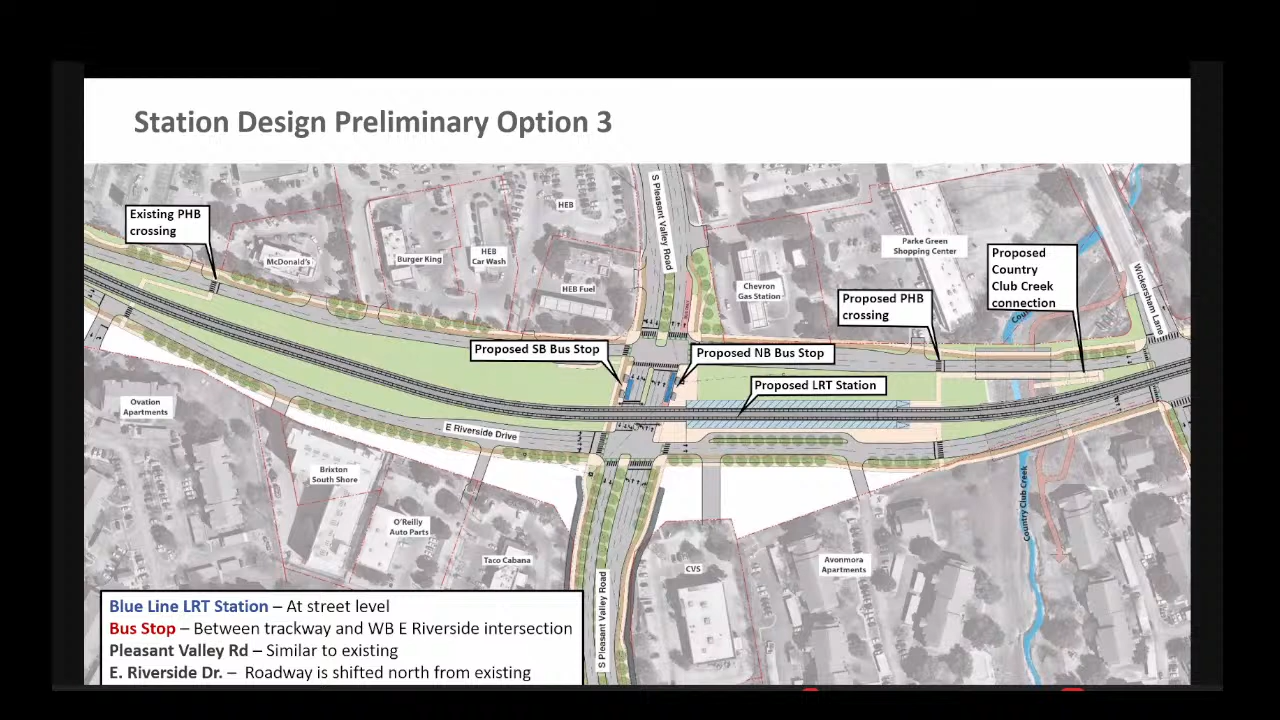 Station Design Preliminary Option 3
Existing PHB
crossing
McDonald's
Burger King
HEB
Car Wash
HEB
HEB Fuel
S Pleasant Valley Road
Chevron
Gas Station
Parke Green
Shopping Center
Proposed
Country
Club Creek
connection
Wickersham Lane
Proposed PHB
crossing
Proposed SB Bus Stop
Proposed NB Bus Stop
Proposed LRT Station
Ovation
Apartments
E Riverside Drive
Brixton
South Shore
O'Reilly
Auto Parts
Taco Cabana
S Pleasant Valley Road
CVS
Avonmora
Apartments
Country Club Creek
Blue Line LRT Station – At street level
Bus Stop – Between trackway and WB E Riverside intersection
Pleasant Valley Rd – Similar to existing
E. Riverside Dr. – Roadway is shifted north from existing